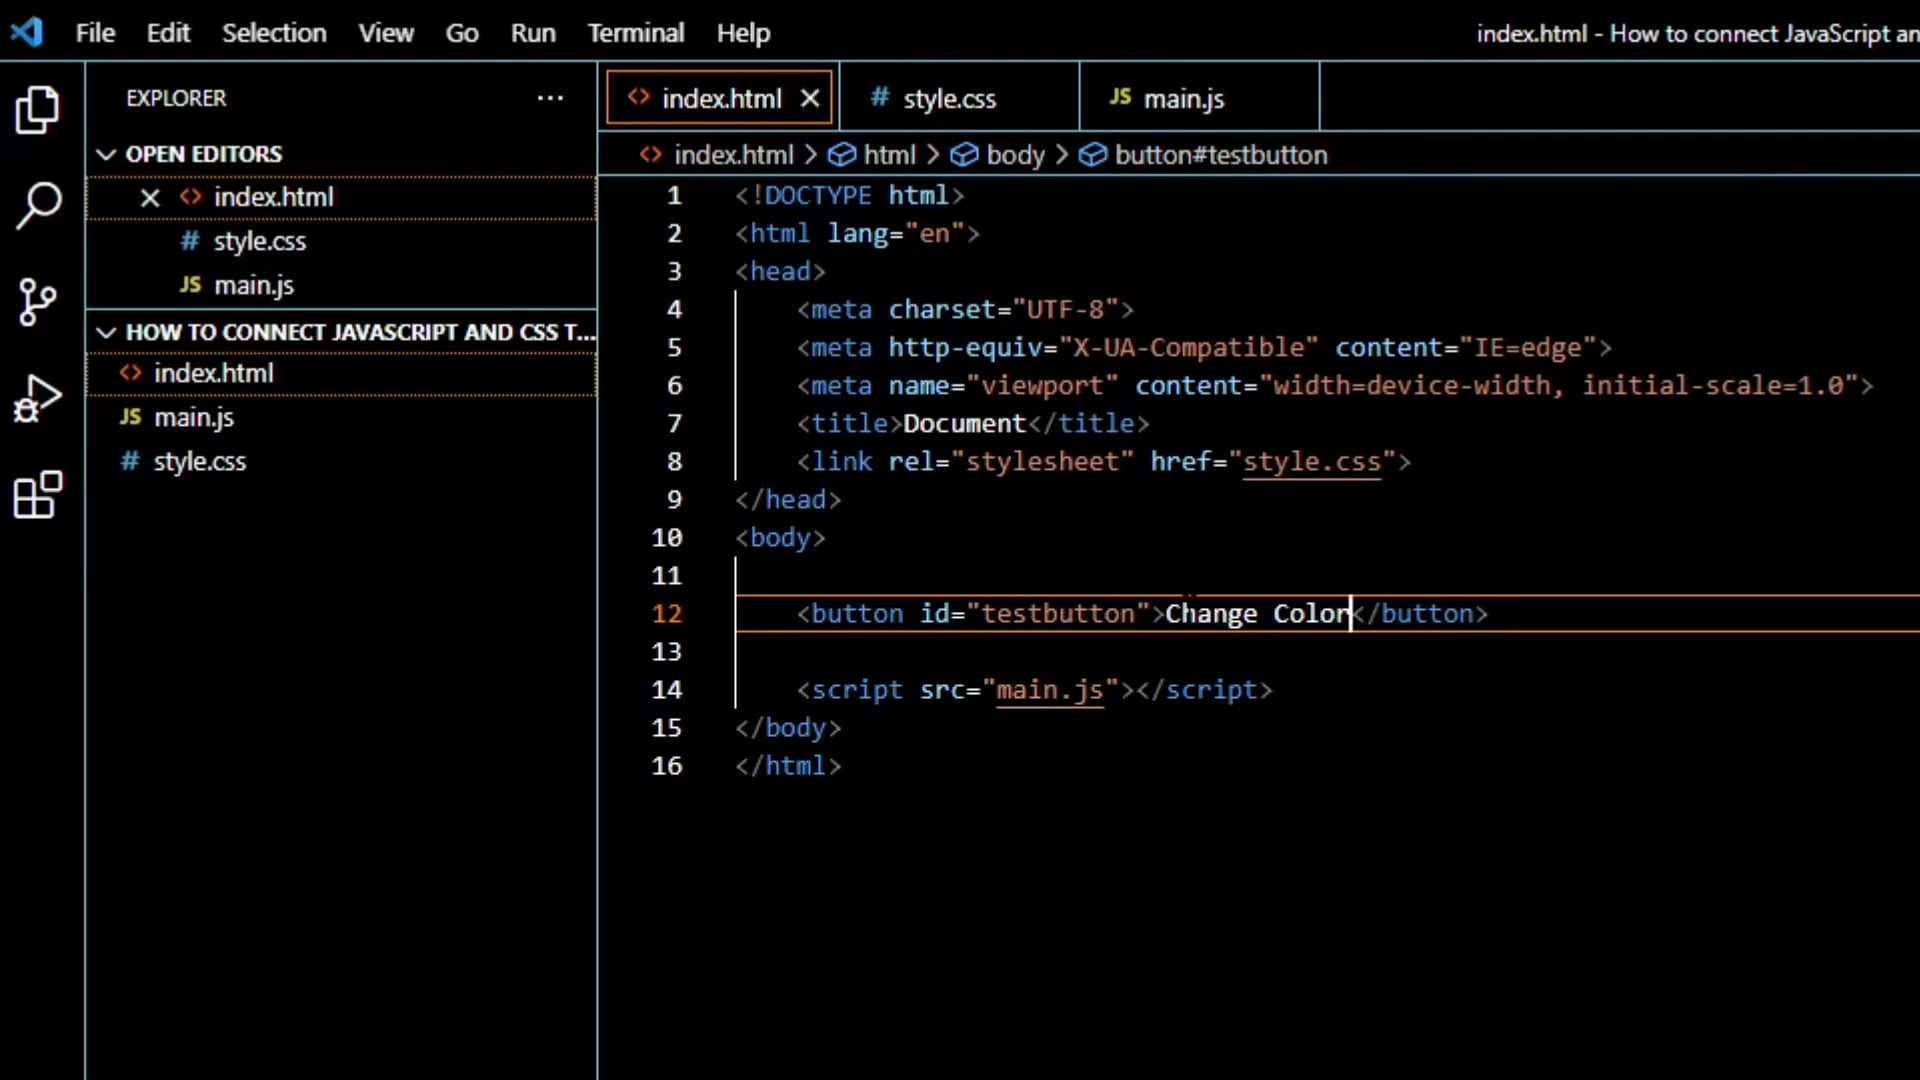 File Edit Selection View Go Run Terminal Help
index.html - How to connect JavaScript an
EXPLORER
OPEN EDITORS
index.html
# style.css
JS main.js
HOW TO CONNECT JAVASCRIPT AND CSS T...
index.html
JS main.js
# style.css
index.html # style.css JS main.js
index.html > html > body > button#testbutton
1 <!DOCTYPE html>
2 <html lang="en">
3 <head>
4 <meta charset="UTF-8">
5 <meta http-equiv="X-UA-Compatible" content="IE=edge">
6 <meta name="viewport" content="width=device-width, initial-scale=1.0">
7 <title>Document</title>
8 <link rel="stylesheet" href="style.css">
9 </head>
10 <body>
11
12 <button id="testbutton">Change Color</button>
13
14 <script src="main.js"></script>
15 </body>
16 </html>